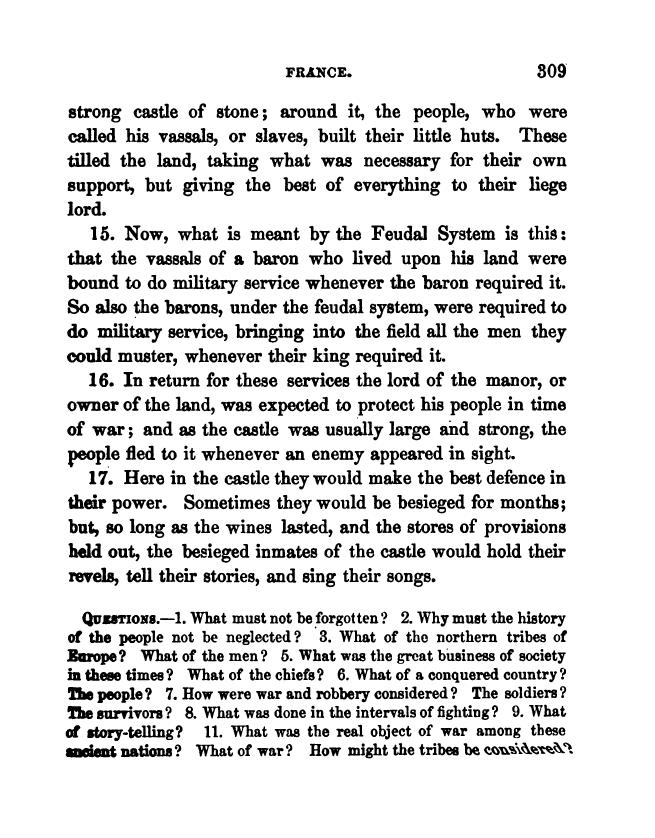 FRANCE. 309
strong castle of stone; around it, the people, who were
called his vassals, or slaves, built their little huts. These
tilled the land, taking what was necessary for their own
support, but giving the best of everything to their liege
lord.
15. Now, what is meant by the Feudal System is this:
that the vassals of a baron who lived upon his land were
bound to do military service whenever the baron required it.
So also the barons, under the feudal system, were required to
do military service, bringing into the field all the men they
could muster, whenever their king required it.
16. In return for these services the lord of the manor, or
owner of the land, was expected to protect his people in time
of war; and as the castle was usually large and strong, the
people fled to it whenever an enemy appeared in sight.
17. Here in the castle they would make the best defence in
their power. Sometimes they would be besieged for months;
but, so long as the wines lasted, and the stores of provisions
held out, the besieged inmates of the castle would hold their
revels, tell their stories, and sing their songs.
QUESTIONS.—1. What must not be forgotten? 2. Why must the history
of the people not be neglected? 3. What of the northern tribes of
Europe? What of the men? 5. What was the great business of society
in these times? What of the chiefs? 6. What of a conquered country?
The people? 7. How were war and robbery considered? The soldiers?
The survivors? 8. What was done in the intervals of fighting? 9. What
of story-telling? 11. What was the real object of war among these
ancient nations? What of war? How might the tribes be considered?